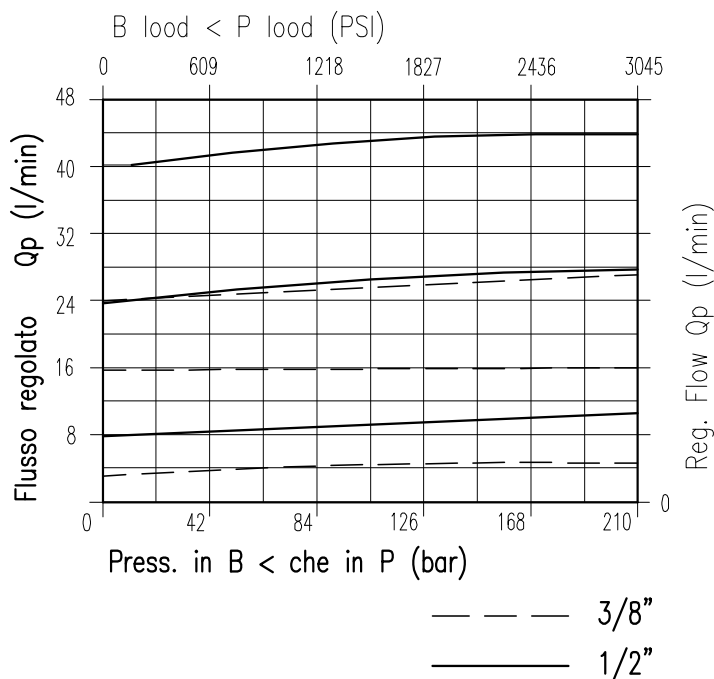 B lood < P lood (PSI)
0 609 1218 1827 2436 3045
48
40
32
24
16
8
0
Flusso regolato Qp (l/min)
Reg. Flow Qp (l/min)
0
42 84 126 168 210
Press. in B < che in P (bar)
3/8”
1/2”